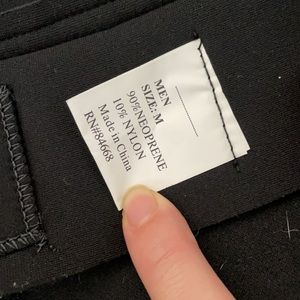 MEN
SIZE: M
90%NEOPRENE
10% NYLON
Made in China
RN#84668